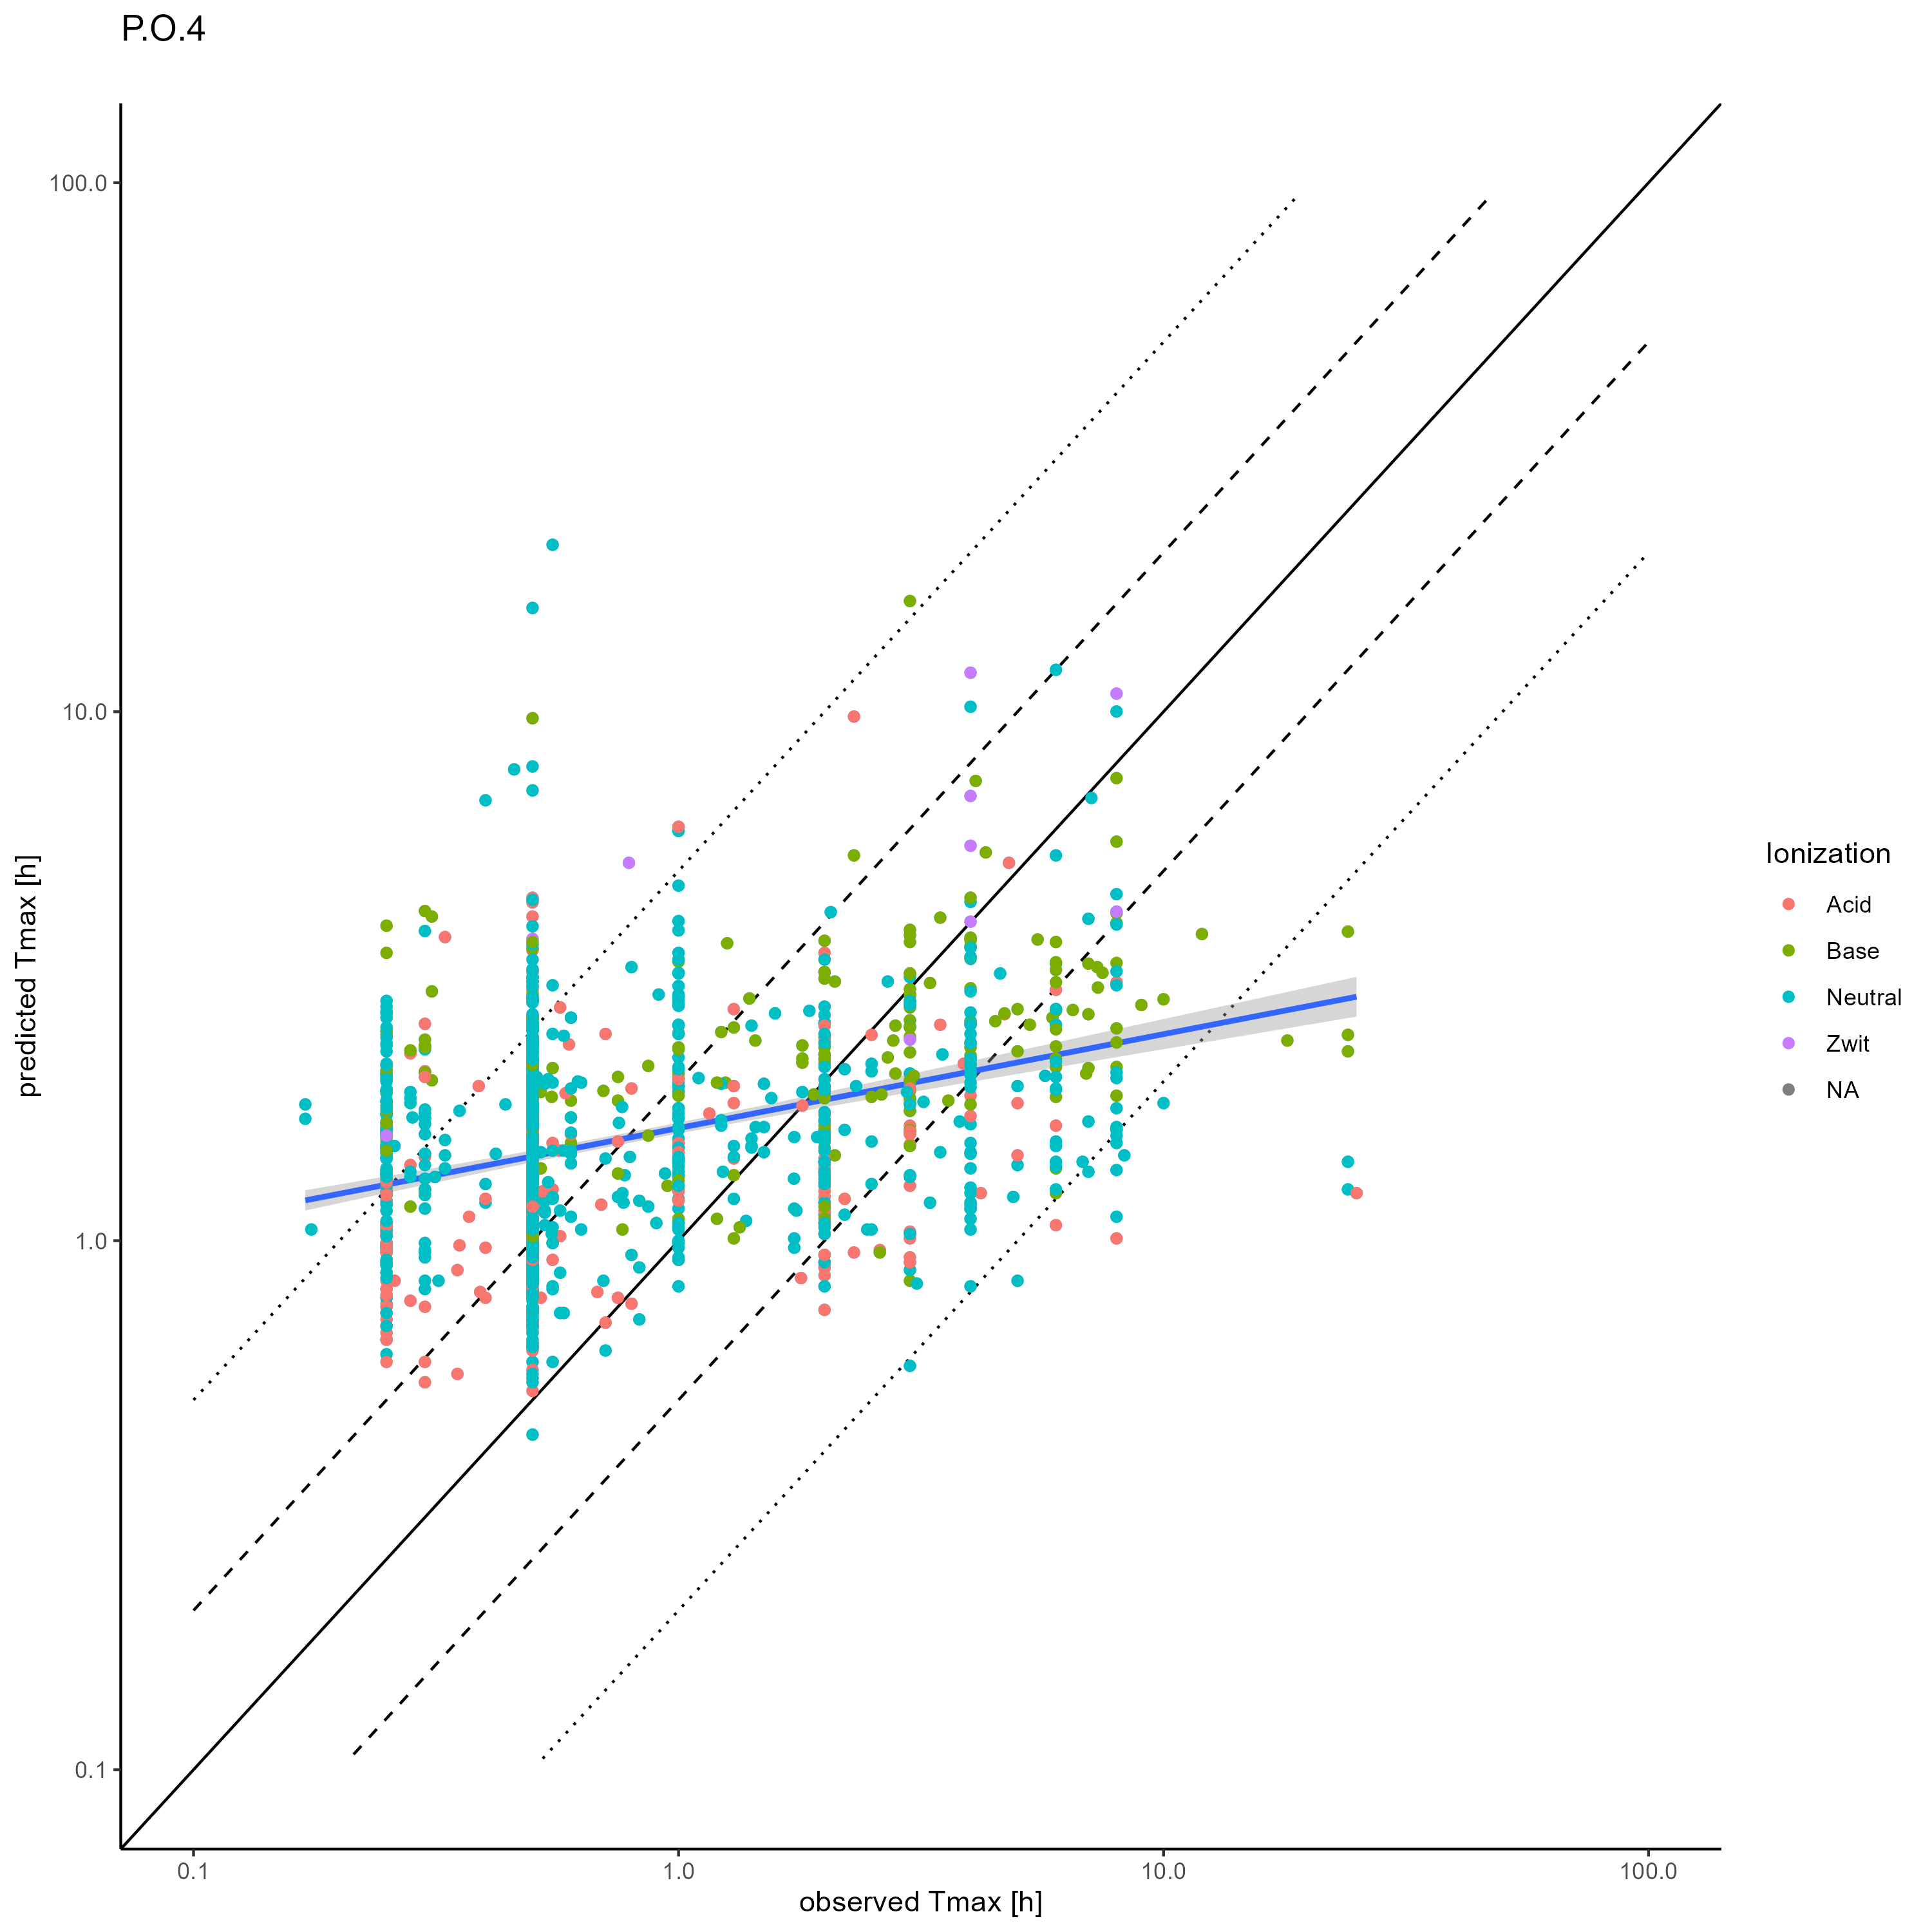 P.O.4
predicted Tmax [h]
100.0
10.0
1.0
0.1
0.1
1.0
10.0
100.0
observed Tmax [h]
Ionization
Acid
Base
Neutral
Zwit
NA